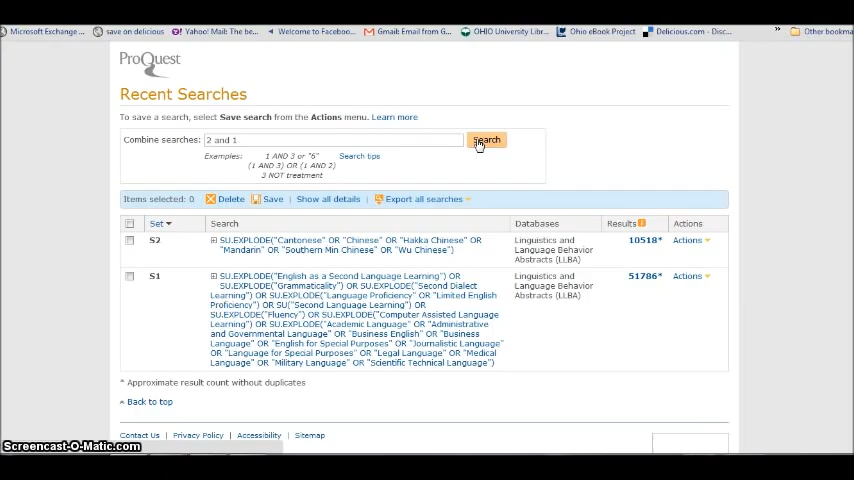 Microsoft Exchange ... save on delicious Yahoo! Mail: The be... Welcome to Facebo... Gmail: Email from G... OHIO University Libr... Ohio eBook Project Delicious.com - Disc... » Other bookma
ProQuest
Recent Searches
To save a search, select Save search from the Actions menu. Learn more
Combine searches: 2 and 1 Search
Examples: 1 AND 3 or "6" Search tips
(1 AND 3) OR (1 AND 2)
3 NOT treatment
Items selected: 0 Delete Save Show all details Export all searches
Set Search Databases Results Actions
S2 SU.EXPLODE("Cantonese" OR "Chinese" OR "Hakka Chinese" OR "Mandarin" OR "Southern Min Chinese" OR "Wu Chinese") Linguistics and Language Behavior Abstracts (LLBA) 10518* Actions
S1 SU.EXPLODE("English as a Second Language Learning") OR
SU.EXPLODE("Grammaticality") OR SU.EXPLODE("Second Dialect
Learning") OR SU.EXPLODE("Language Proficiency" OR "Limited English
Proficiency") OR SU("Second Language Learning") OR
SU.EXPLODE("Fluency") OR SU.EXPLODE("Computer Assisted Language
Learning") OR SU.EXPLODE("Academic Language" OR "Administrative
and Governmental Language" OR "Business English" OR "Business
Language" OR "English for Special Purposes" OR "Journalistic Language"
OR "Language for Special Purposes" OR "Legal Language" OR "Medical
Language" OR "Military Language" OR "Scientific Technical Language")
Linguistics and
Language Behavior
Abstracts (LLBA)
51786* Actions
* Approximate result count without duplicates
Back to top
Contact Us Privacy Policy Accessibility Sitemap
Screencast-O-Matic.com